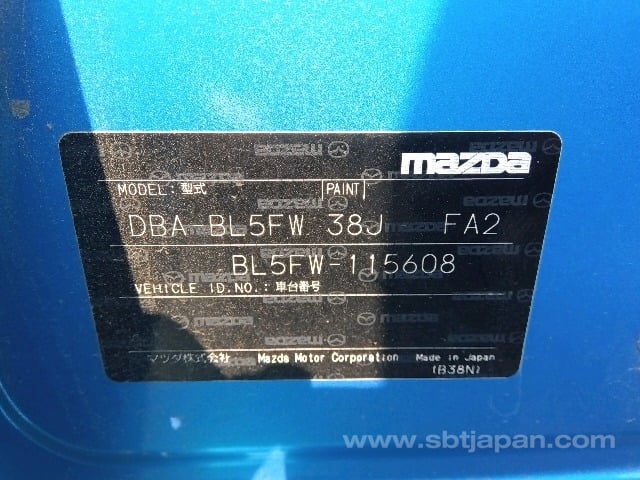 mazda
MODEL:型式 PAINT
DBA BL5FW 38J FA2
BL5FW-115608
VEHICLE ID.NO.:車台番号
マツダ株式会社 Mazda Motor Corporation Made in Japan
(B38N)
www.sbtjapan.com